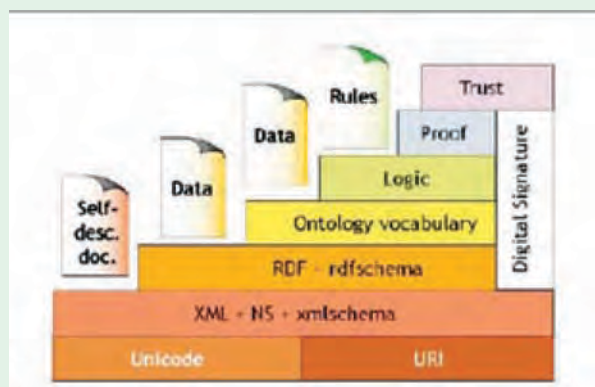 Trust
Rules
Proof
Data
Logic
Digital Signature
Data
Ontology vocabulary
Self-
desc.
doc.
RDF + rdfschema
XML + NS + xmlschema
Unicode
URI